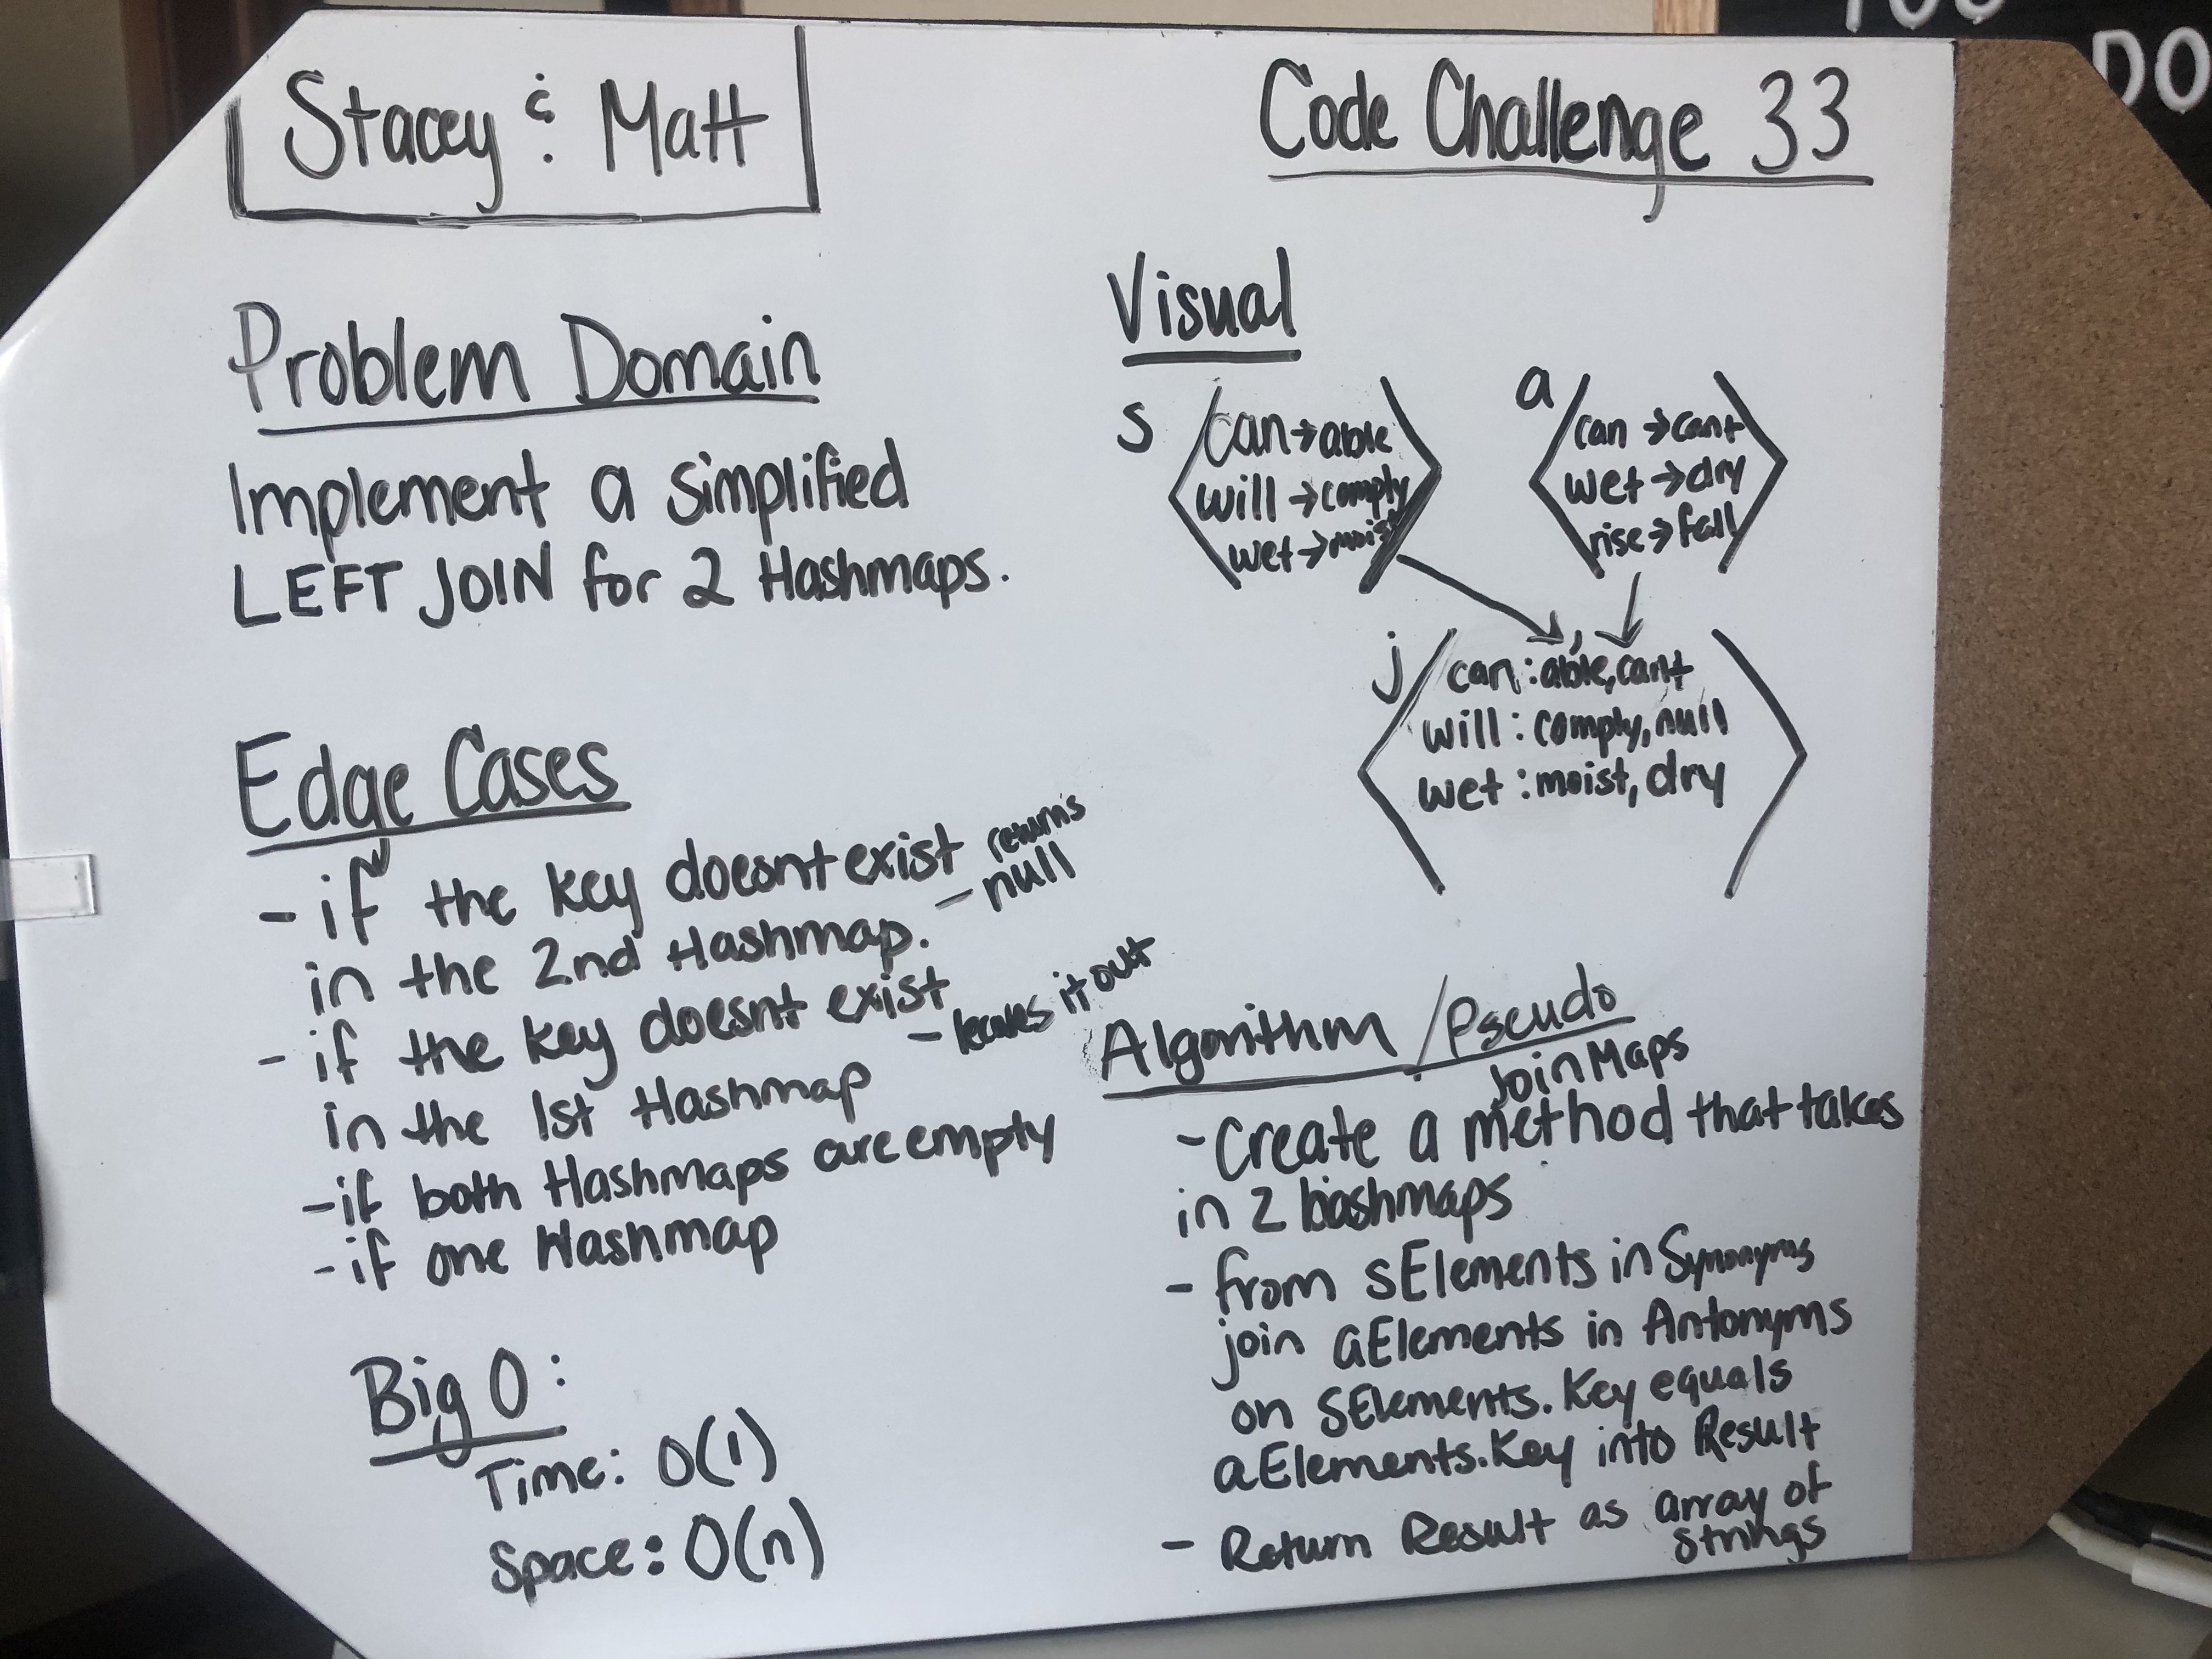 Stacey & Matt
Code Challenge 33
DO
Problem Domain
Implement a simplified
LEFT JOIN for 2 Hashmaps.
Edge Cases
- if the key doesnt exist - returns null
in the 2nd Hashmap.
- if the key doesnt exist - leaves it out
in the 1st Hashmap
- if both Hashmaps are empty
- if one Hashmap
Big O:
Time: O(1)
Space: O(n)
Visual
s
can → able
will → comply
wet → moist
a
can → cant
wet → dry
rise → fall
j
can : able, cant
will : comply, null
wet : moist, dry
Algorithm / Pseudo
JoinMaps
- Create a method that takes
in 2 hashmaps
- from sElements in Synonyms
join aElements in Antonyms
on sElements.Key equals
aElements.Key into Result
- Return Result as array of
strings